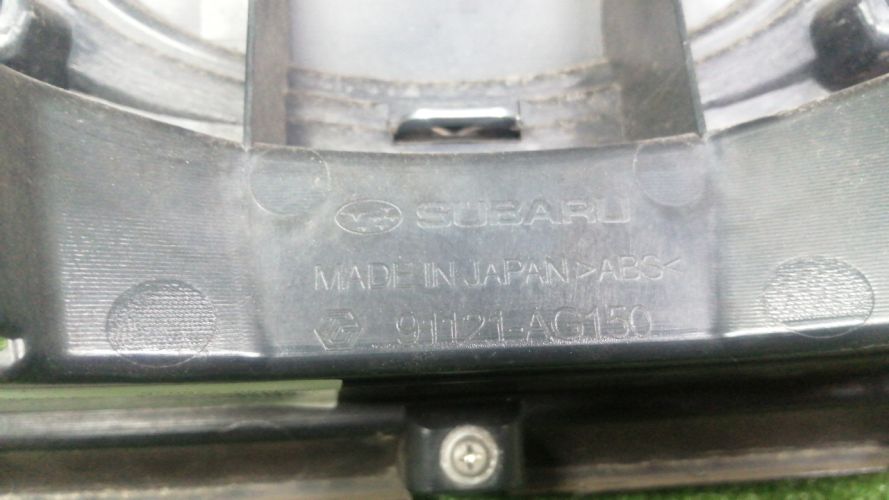 SUBARU
MADE IN JAPAN >ABS<
91121-AG150